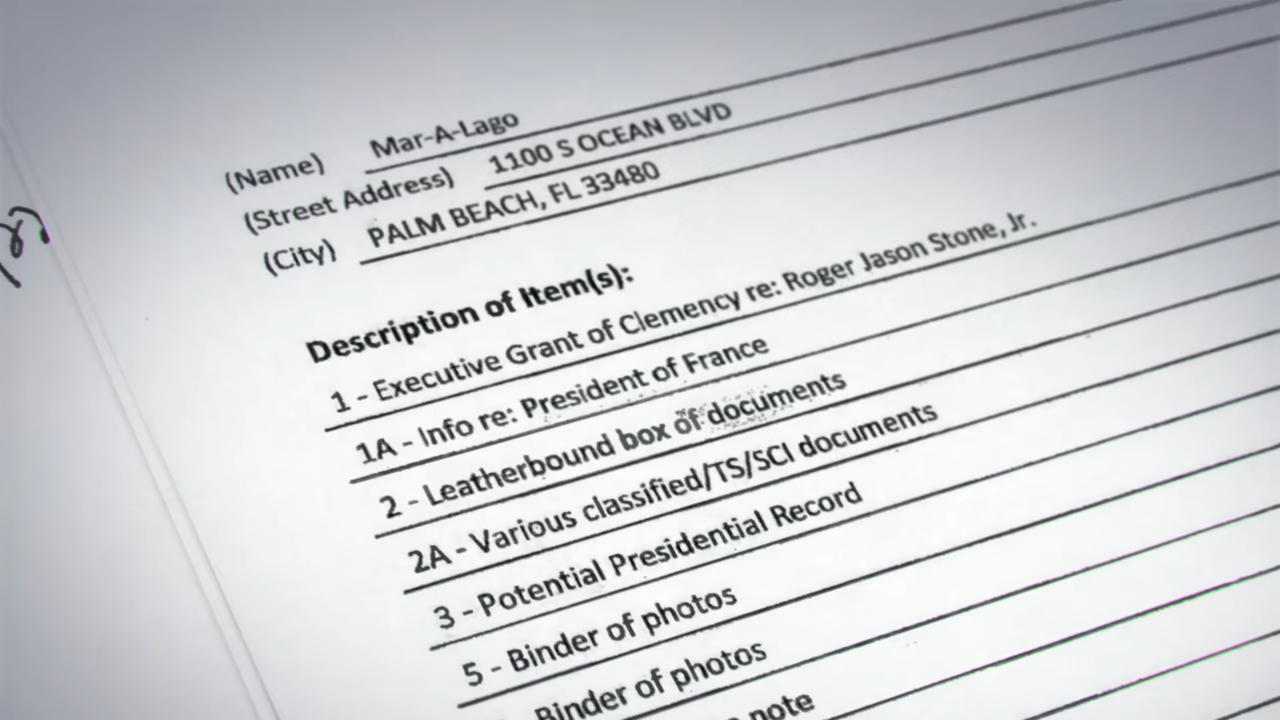 (Name) Mar-A-Lago
(Street Address) 1100 S OCEAN BLVD
(City) PALM BEACH, FL 33480
Description of Item(s):
1 - Executive Grant of Clemency re: Roger Jason Stone, Jr.
1A - Info re: President of France
2 - Leatherbound box of documents
2A - Various classified/TS/SCI documents
3 - Potential Presidential Record
5 - Binder of photos
Binder of photos
note